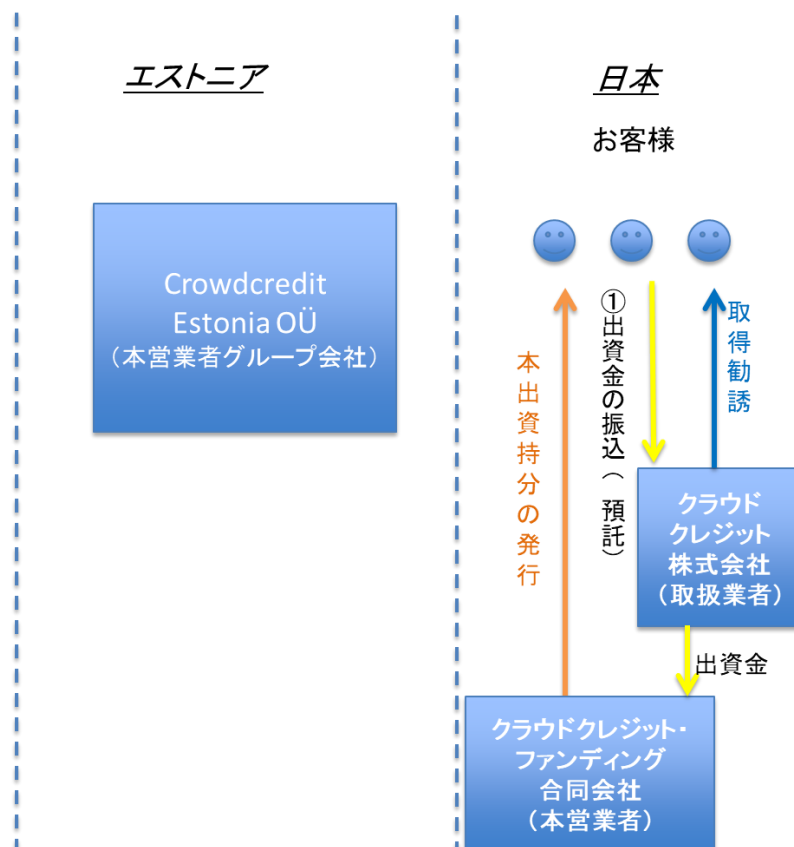 エストニア
日本
お客様
Crowdcredit
Estonia OÜ
（本営業者グループ会社）
本出資持分の発行
①出資金の振込（預託）
取得勧誘
クラウド
クレジット
株式会社
（取扱業者）
出資金
クラウドクレジット・
ファンディング
合同会社
（本営業者）